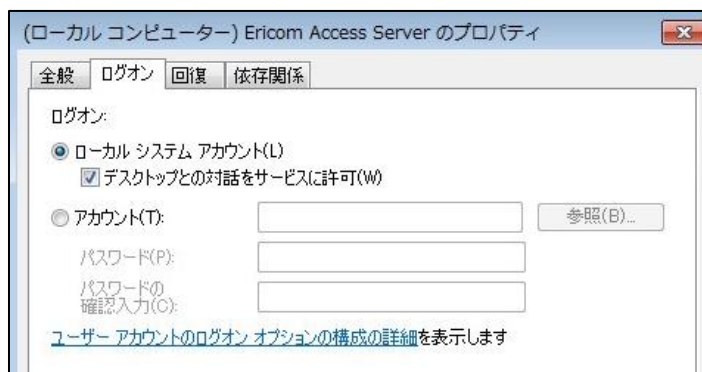 (ローカル コンピューター) Ericom Access Server のプロパティ
全般 ログオン 回復 依存関係
ログオン:
ローカル システム アカウント(L)
デスクトップとの対話をサービスに許可(W)
アカウント(T): 参照(B)...
パスワード(P):
パスワードの
確認入力(C):
ユーザー アカウントのログオン オプションの構成の詳細を表示します